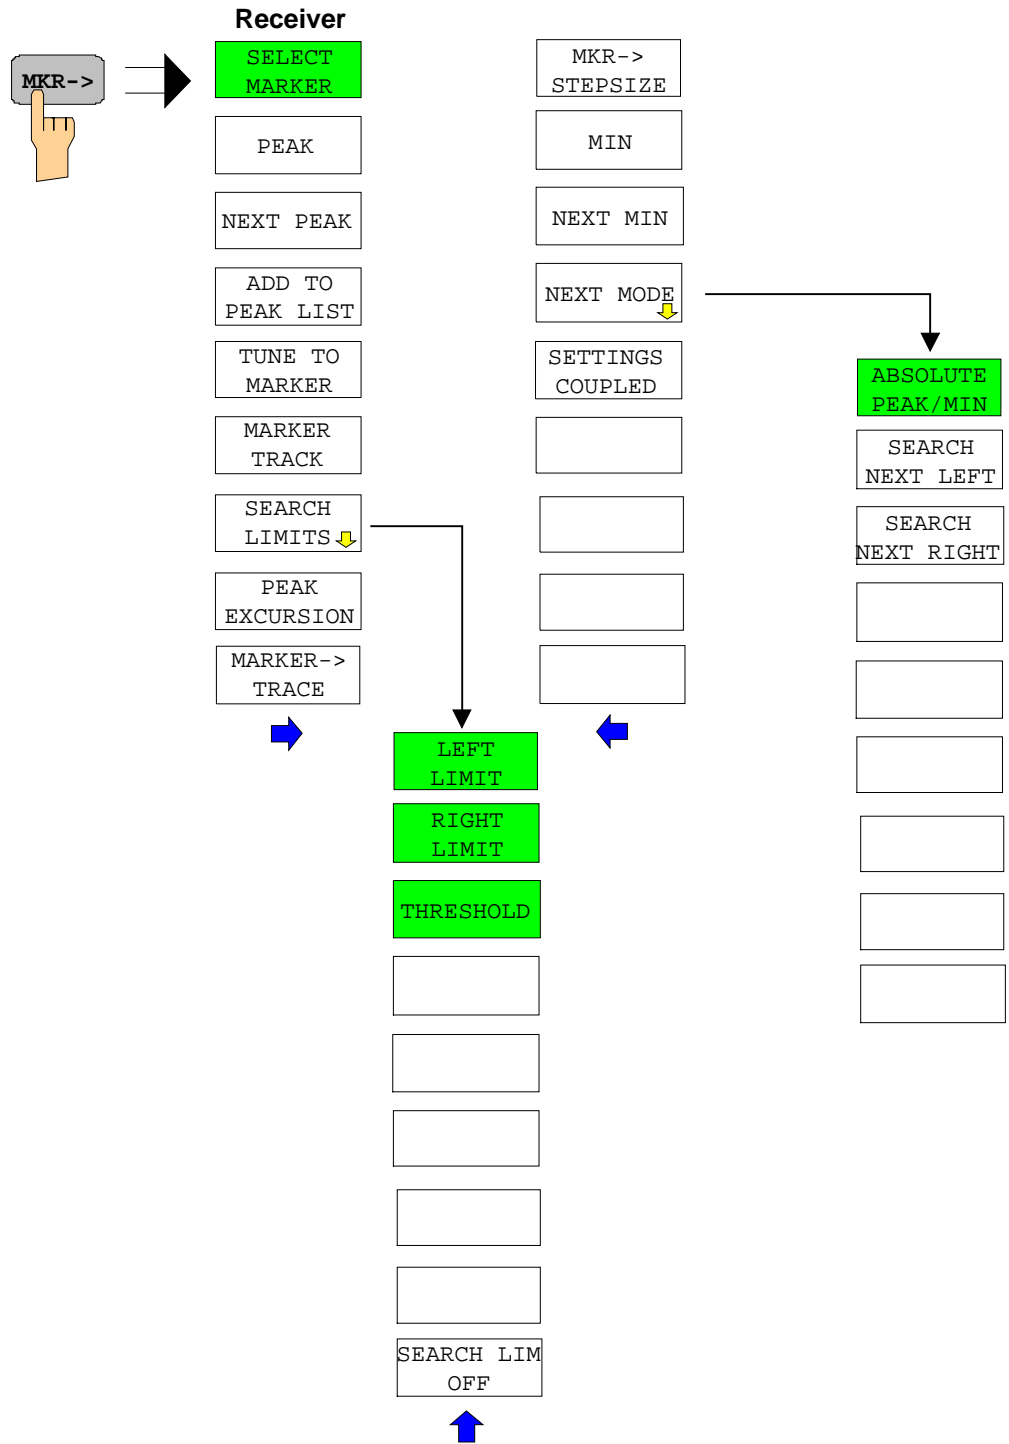 Receiver
MKR->
SELECT
MARKER
PEAK
NEXT PEAK
ADD TO
PEAK LIST
TUNE TO
MARKER
MARKER
TRACK
SEARCH
LIMITS
PEAK
EXCURSION
MARKER->
TRACE
MKR->
STEPSIZE
MIN
NEXT MIN
NEXT MODE
SETTINGS
COUPLED
ABSOLUTE
PEAK/MIN
SEARCH
NEXT LEFT
SEARCH
NEXT RIGHT
LEFT
LIMIT
RIGHT
LIMIT
THRESHOLD
SEARCH LIM
OFF